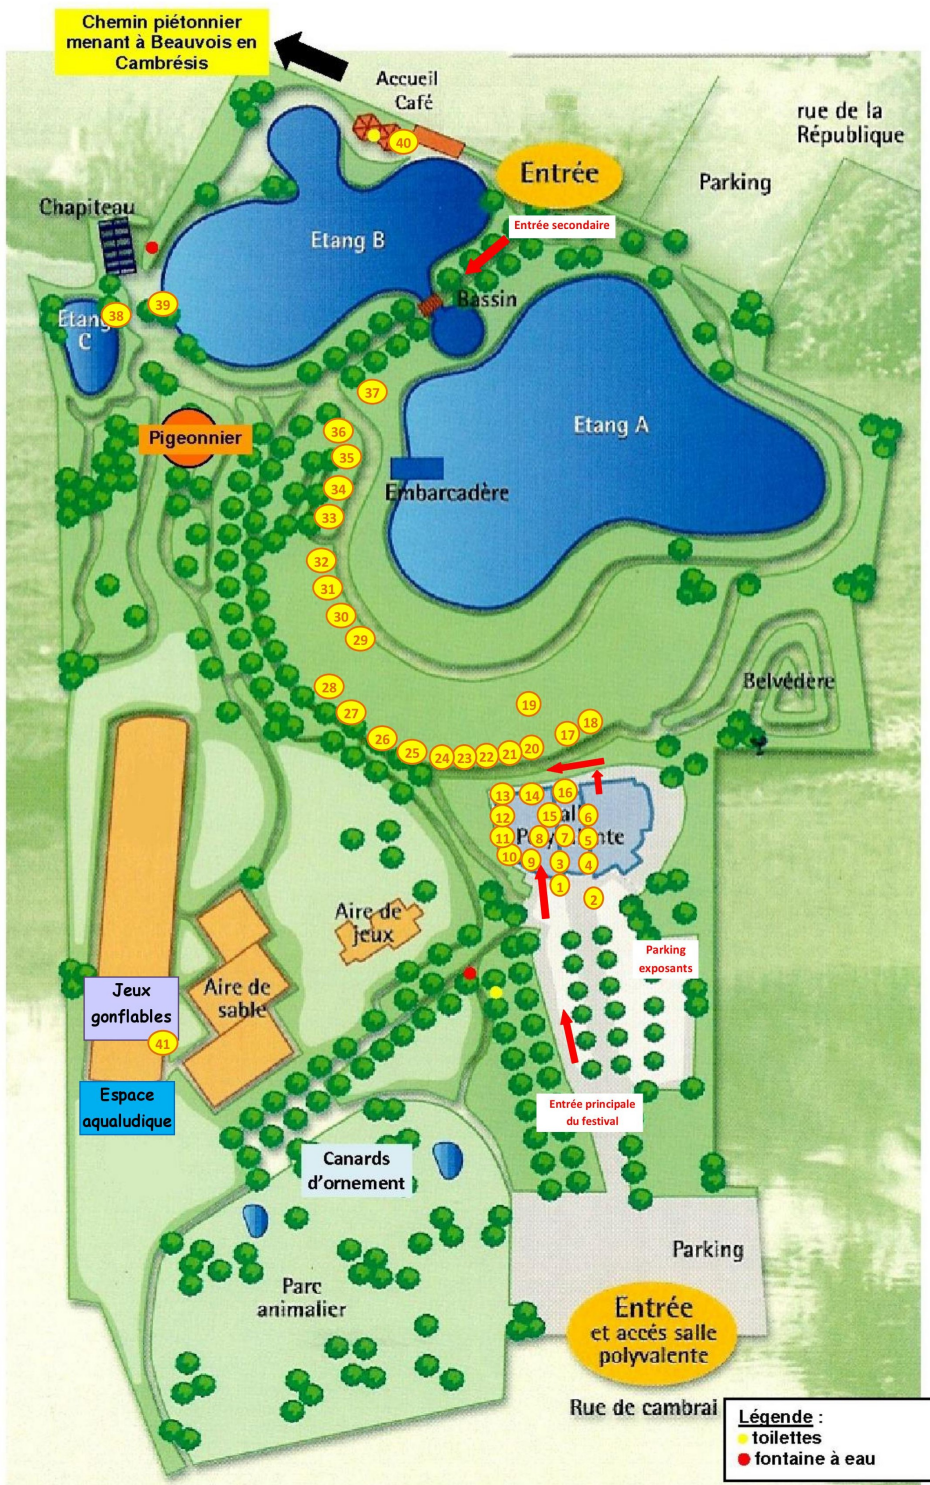 Chemin piétonnier
menant à Beauvois en
Cambrésis
Accueil
Café
40
rue de la
République
Entrée
Parking
Chapiteau
Entrée secondaire
Etang B
Bassin
39
38
Etang
C
37
Etang A
36
Pigeonnier
35
Embarcadère
34
33
32
31
30
29
Belvédère
28
19
27
18
17
26
20
25
24
23
22
21
13
14
16
12
15
6
11
8
7
5
10
9
3
4
1
2
Aire de
jeux
Parking
exposants
Jeux
gonflables
Aire de
sable
41
Espace
aqualudique
Entrée principale
du festival
Canards
d'ornement
Parking
Parc
animalier
Entrée
et accés salle
polyvalente
Rue de cambrai
Légende :
toilettes
fontaine à eau